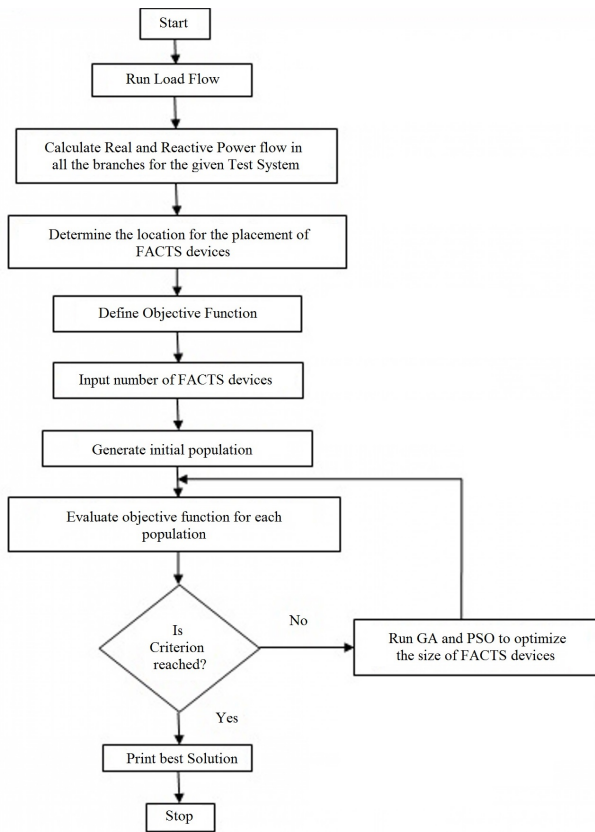 Start
Run Load Flow
Calculate Real and Reactive Power flow in
all the branches for the given Test System
Determine the location for the placement of
FACTS devices
Define Objective Function
Input number of FACTS devices
Generate initial population
Evaluate objective function for each
population
Is
Criterion
reached?
No
Run GA and PSO to optimize
the size of FACTS devices
Yes
Print best Solution
Stop